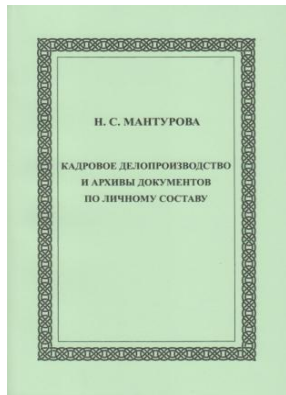 Н. С. МАНТУРОВА
КАДРОВОЕ ДЕЛОПРОИЗВОДСТВО
И АРХИВЫ ДОКУМЕНТОВ
ПО ЛИЧНОМУ СОСТАВУ